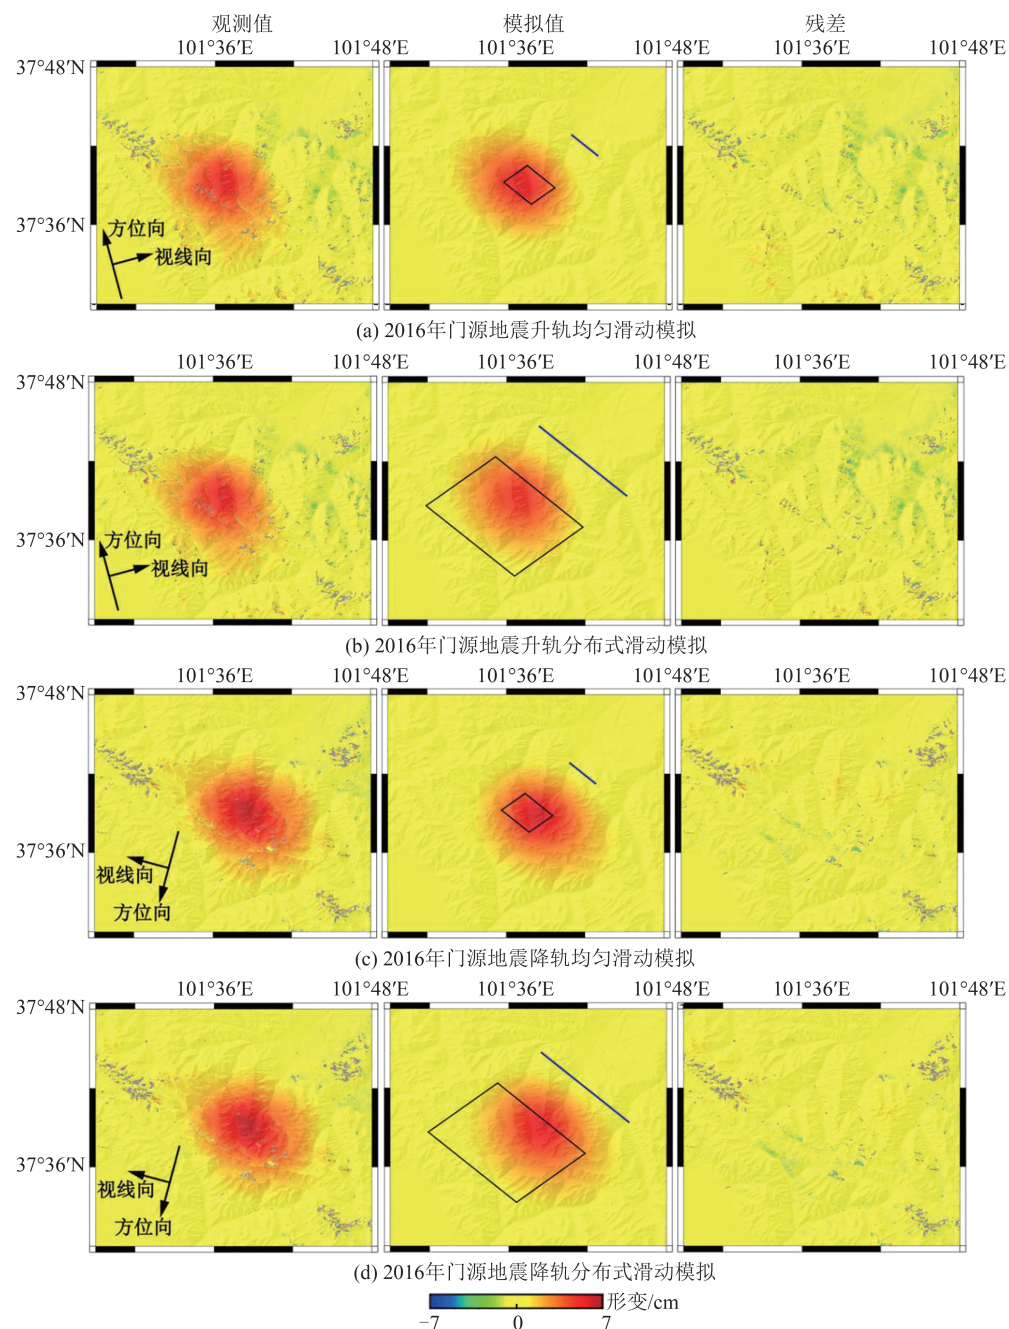 观测值 模拟值 残差
101°36′E 101°48′E 101°36′E 101°48′E 101°36′E 101°48′E
37°48′N
37°36′N
方位向
视线向
(a) 2016年门源地震升轨均匀滑动模拟
101°36′E 101°48′E 101°36′E 101°48′E 101°36′E 101°48′E
37°48′N
37°36′N
方位向
视线向
(b) 2016年门源地震升轨分布式滑动模拟
101°36′E 101°48′E 101°36′E 101°48′E 101°36′E 101°48′E
37°48′N
37°36′N
视线向
方位向
(c) 2016年门源地震降轨均匀滑动模拟
101°36′E 101°48′E 101°36′E 101°48′E 101°36′E 101°48′E
37°48′N
37°36′N
视线向
方位向
(d) 2016年门源地震降轨分布式滑动模拟
形变/cm
−7 0 7